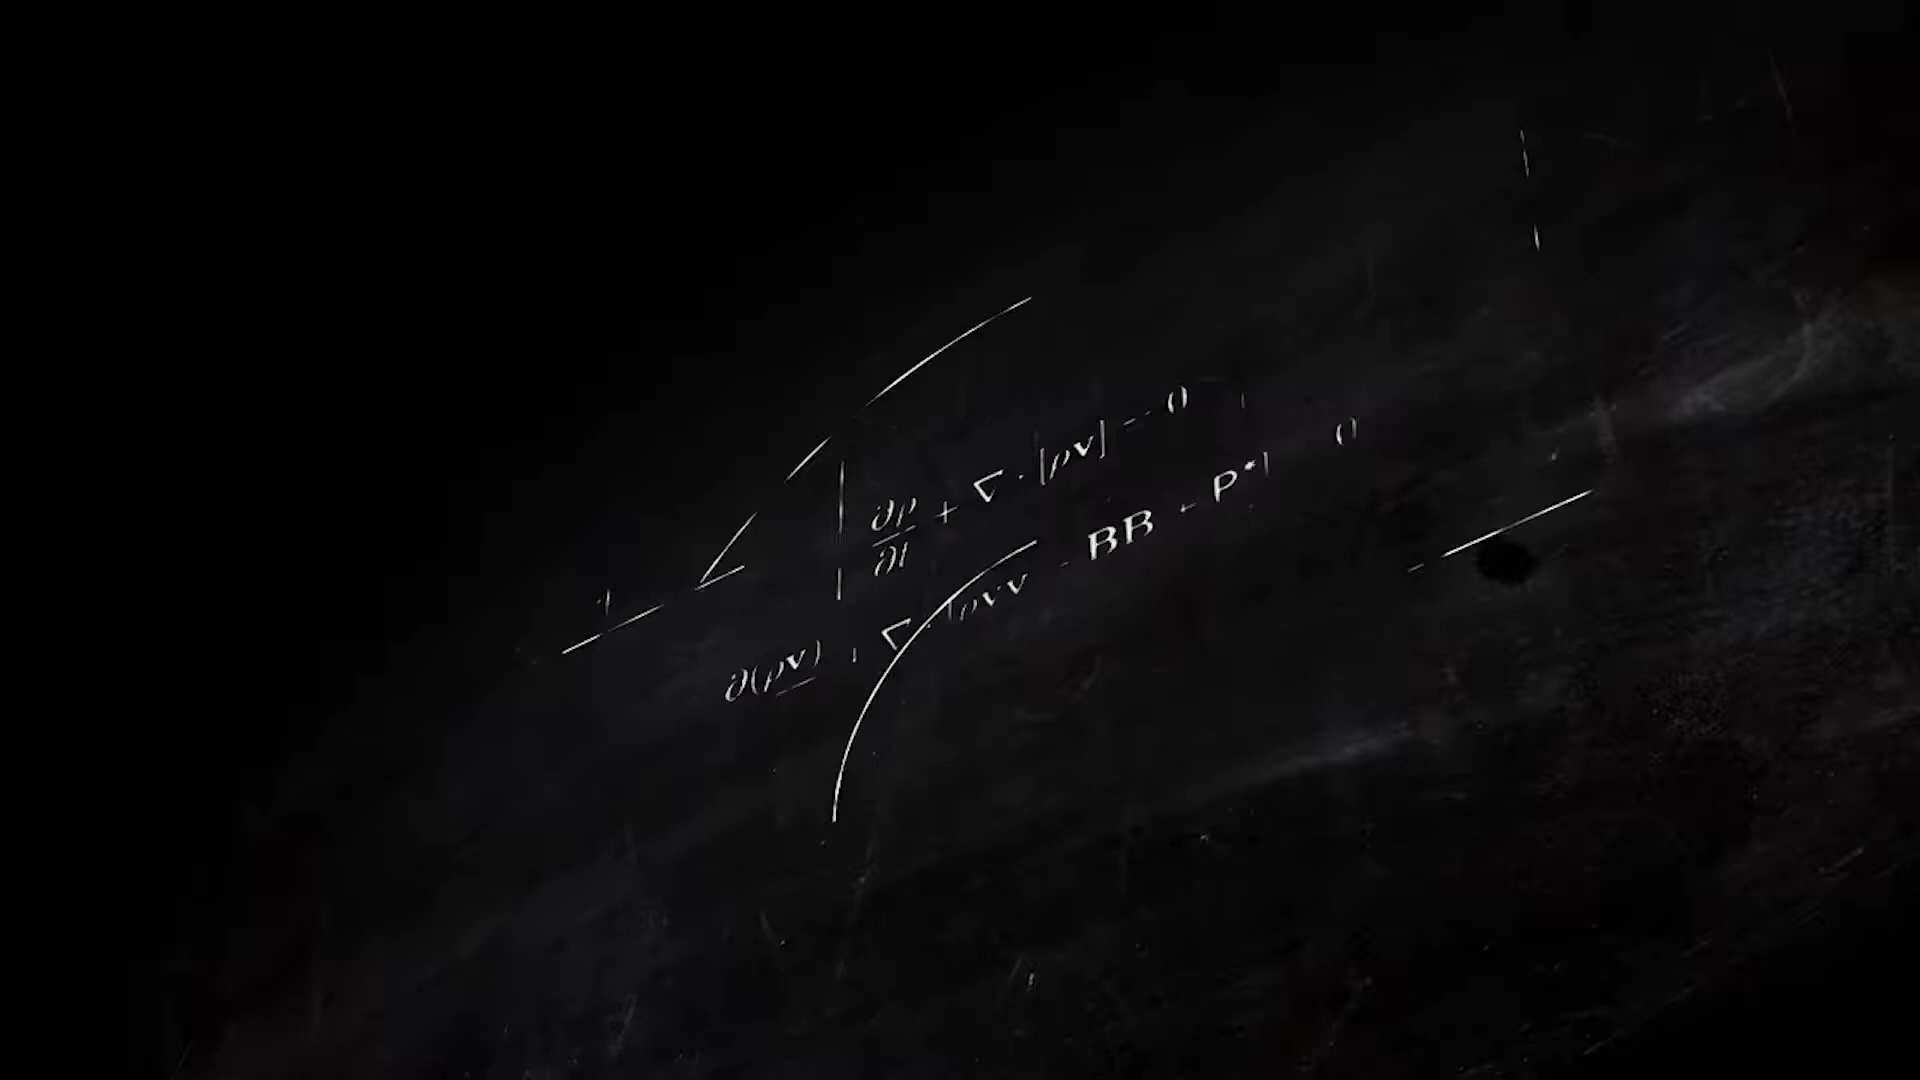 ∂ρ/∂t + ∇ · [ρv] = 0
∂(ρv) + ∇ · [ρvv - BB + P*] 0